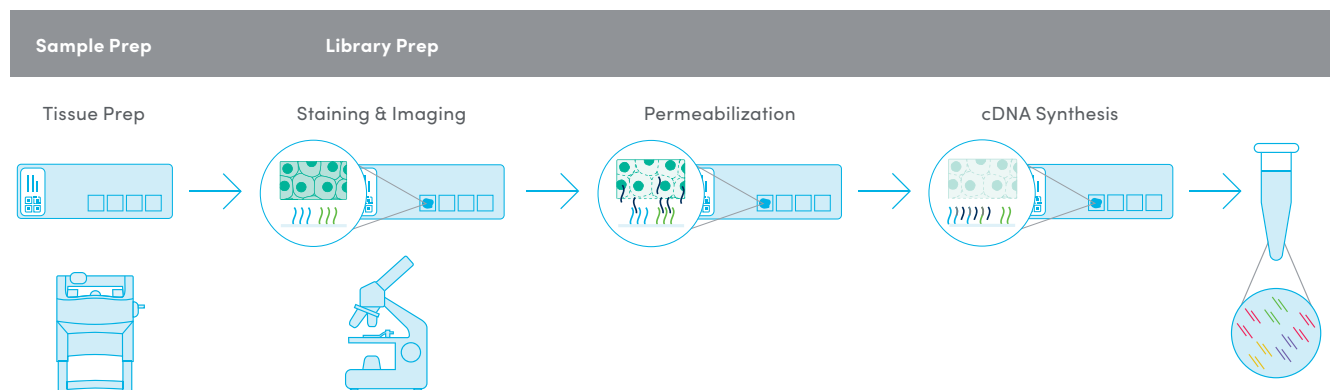 Sample Prep
Library Prep
Tissue Prep
Staining & Imaging
Permeabilization
cDNA Synthesis